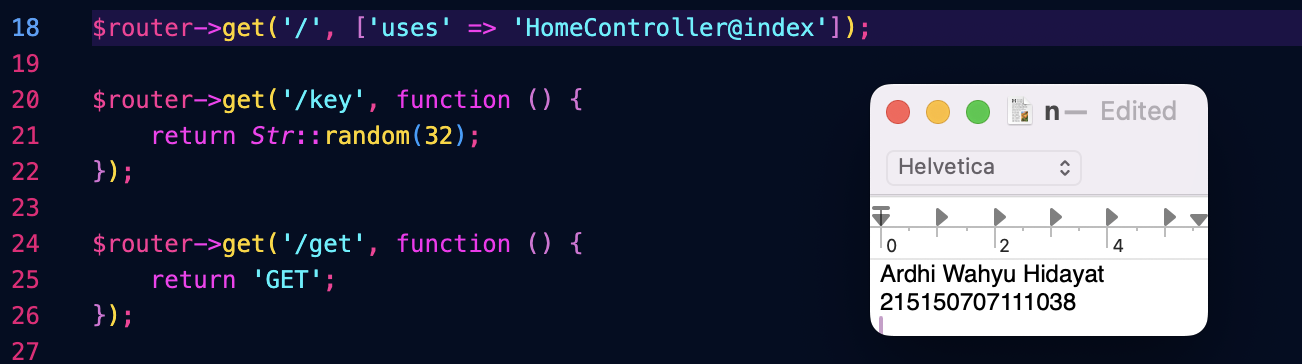 18 $router->get('/', ['uses' => 'HomeController@index']);
19
20 $router->get('/key', function () {
21     return Str::random(32);
22 });
23
24 $router->get('/get', function () {
25     return 'GET';
26 });
27
n — Edited
Helvetica
0 2 4
Ardhi Wahyu Hidayat
215150707111038